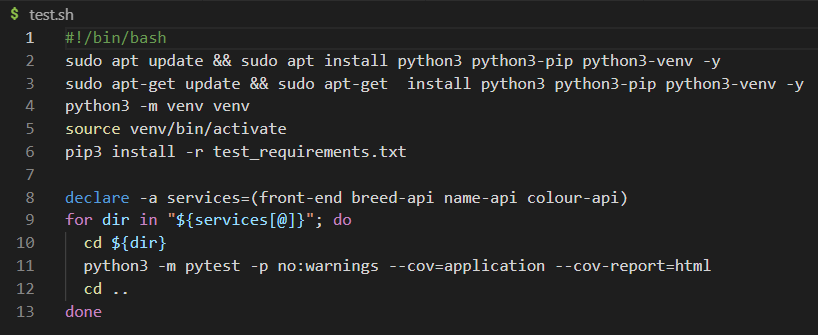 $ test.sh
1 #!/bin/bash
2 sudo apt update && sudo apt install python3 python3-pip python3-venv -y
3 sudo apt-get update && sudo apt-get  install python3 python3-pip python3-venv -y
4 python3 -m venv venv
5 source venv/bin/activate
6 pip3 install -r test_requirements.txt
7
8 declare -a services=(front-end breed-api name-api colour-api)
9 for dir in "${services[@]}"; do
10   cd ${dir}
11   python3 -m pytest -p no:warnings --cov=application --cov-report=html
12   cd ..
13 done